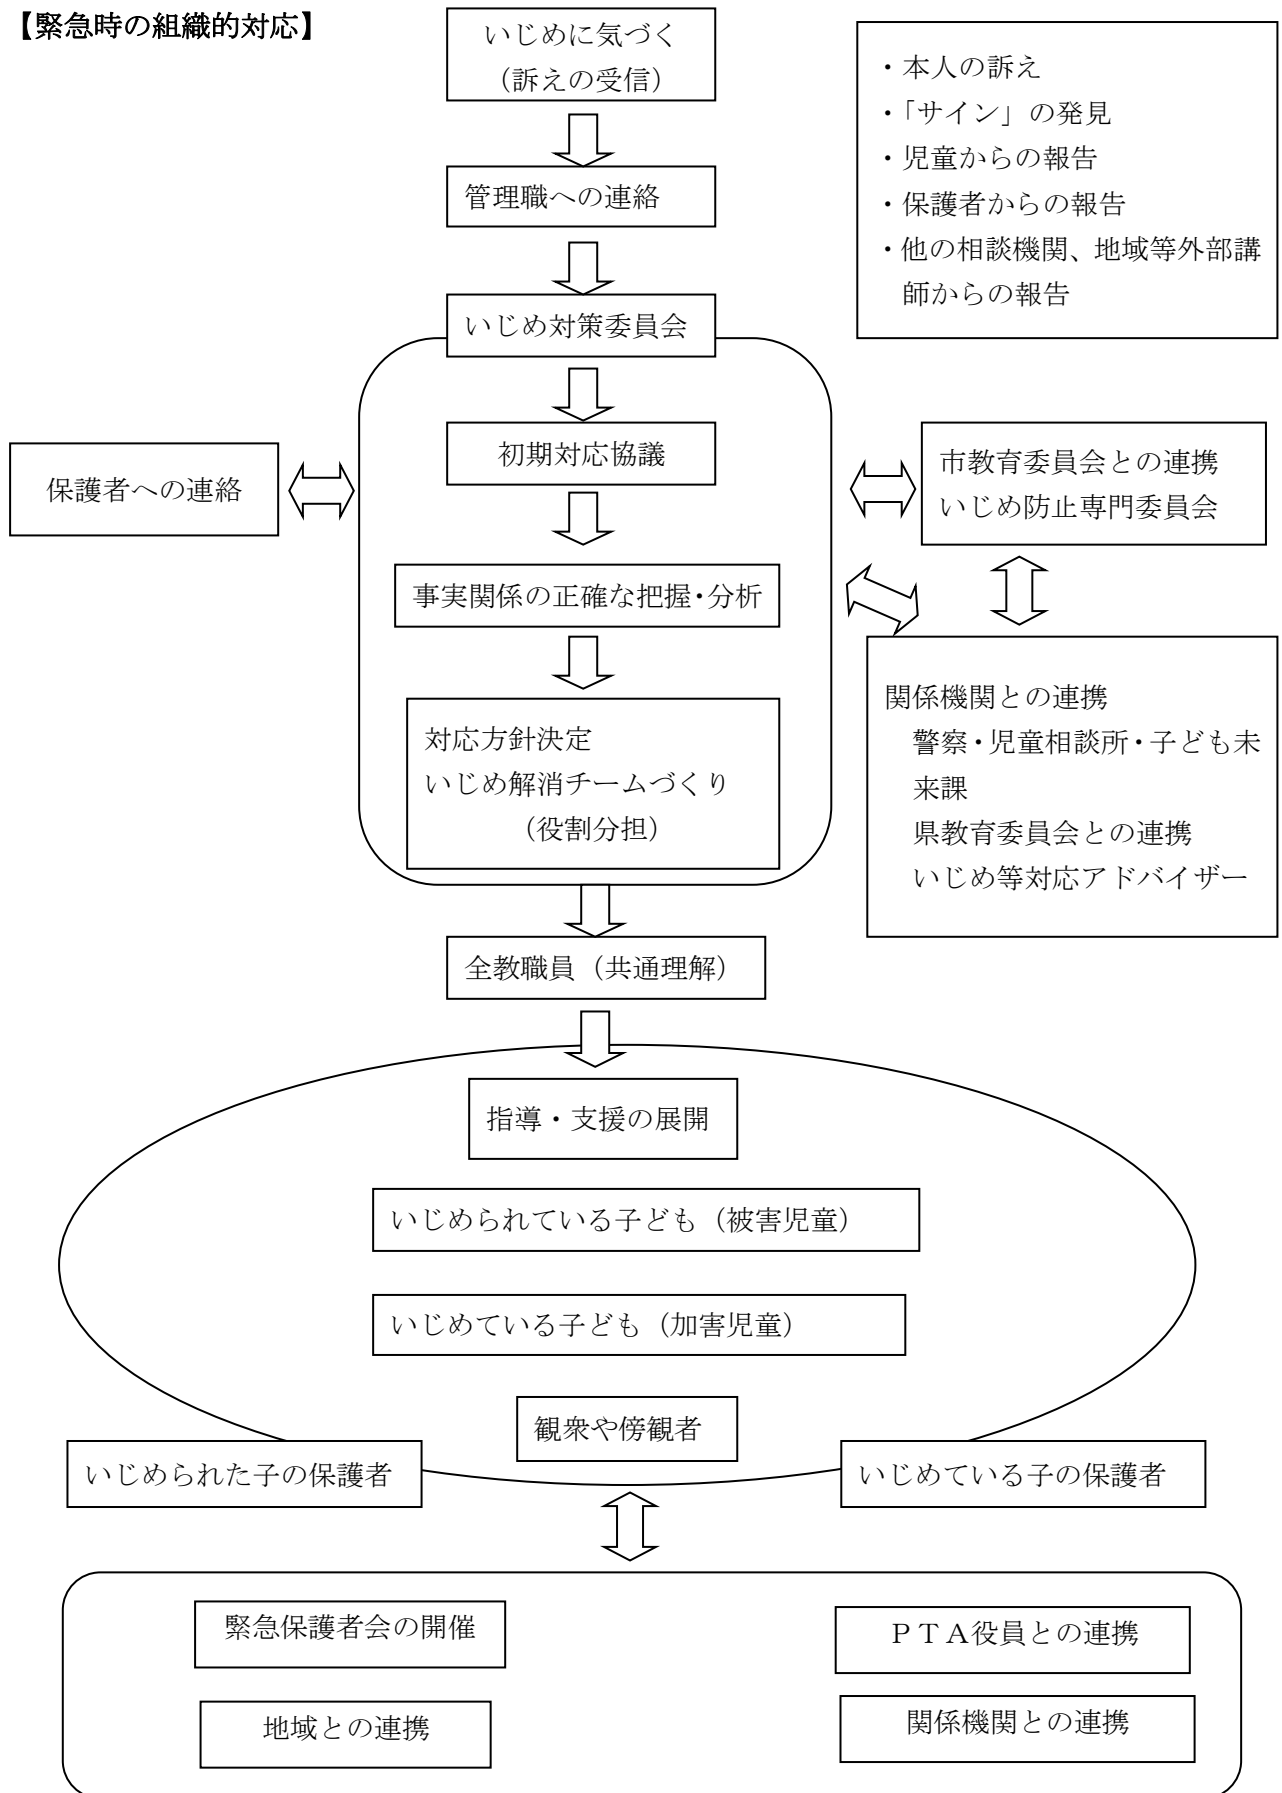 【緊急時の組織的対応】
いじめに気づく
（訴えの受信）
・本人の訴え
・「サイン」の発見
・児童からの報告
・保護者からの報告
・他の相談機関、地域等外部講
師からの報告
管理職への連絡
いじめ対策委員会
初期対応協議
保護者への連絡
市教育委員会との連携
いじめ防止専門委員会
事実関係の正確な把握・分析
関係機関との連携
警察・児童相談所・子ども未
来課
県教育委員会との連携
いじめ等対応アドバイザー
対応方針決定
いじめ解消チームづくり
（役割分担）
全教職員（共通理解）
指導・支援の展開
いじめられている子ども（被害児童）
いじめている子ども（加害児童）
観衆や傍観者
いじめられた子の保護者
いじめている子の保護者
緊急保護者会の開催
ＰＴＡ役員との連携
地域との連携
関係機関との連携